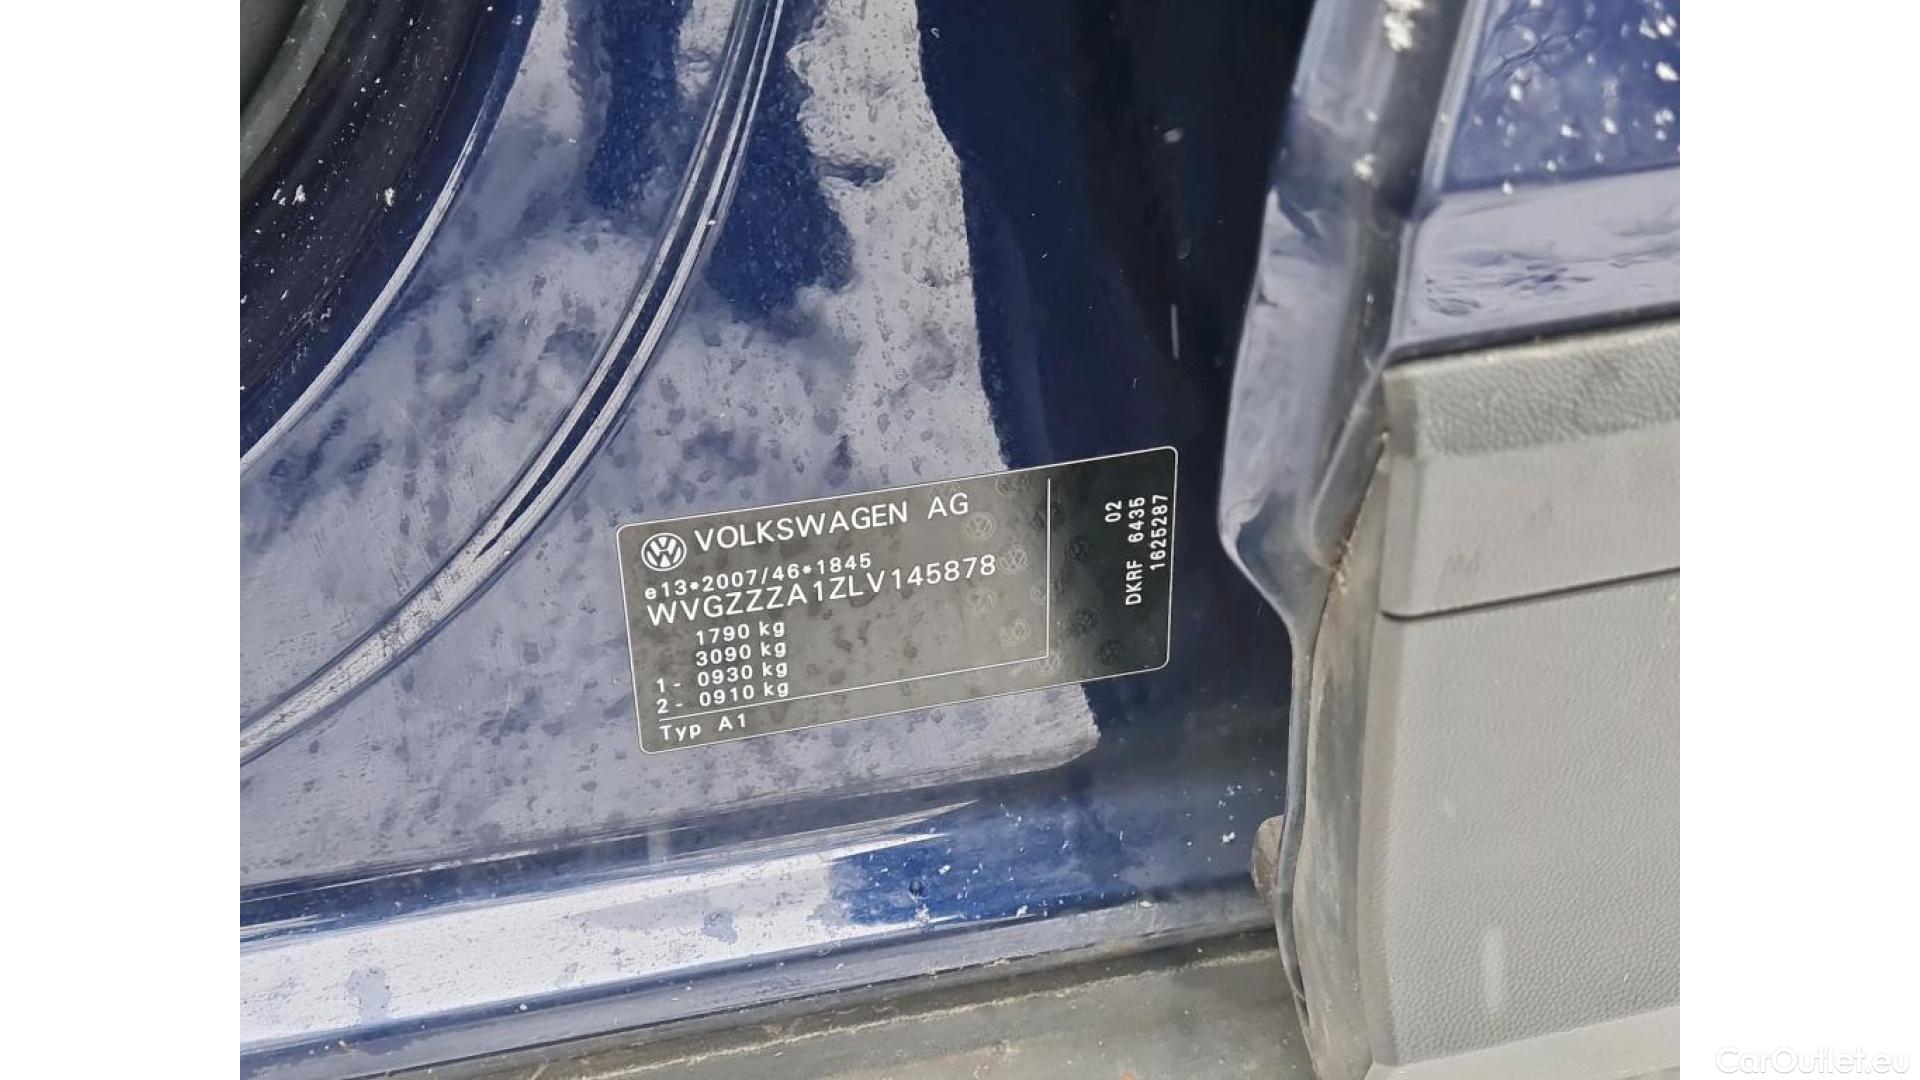 VOLKSWAGEN AG
e13*2007/46*1845
WVGZZZA1ZLV145878
1790 kg
3090 kg
1- 0930 kg
2- 0910 kg
Typ A1
02
DKRF 6435
1625287
CarOutlet.eu